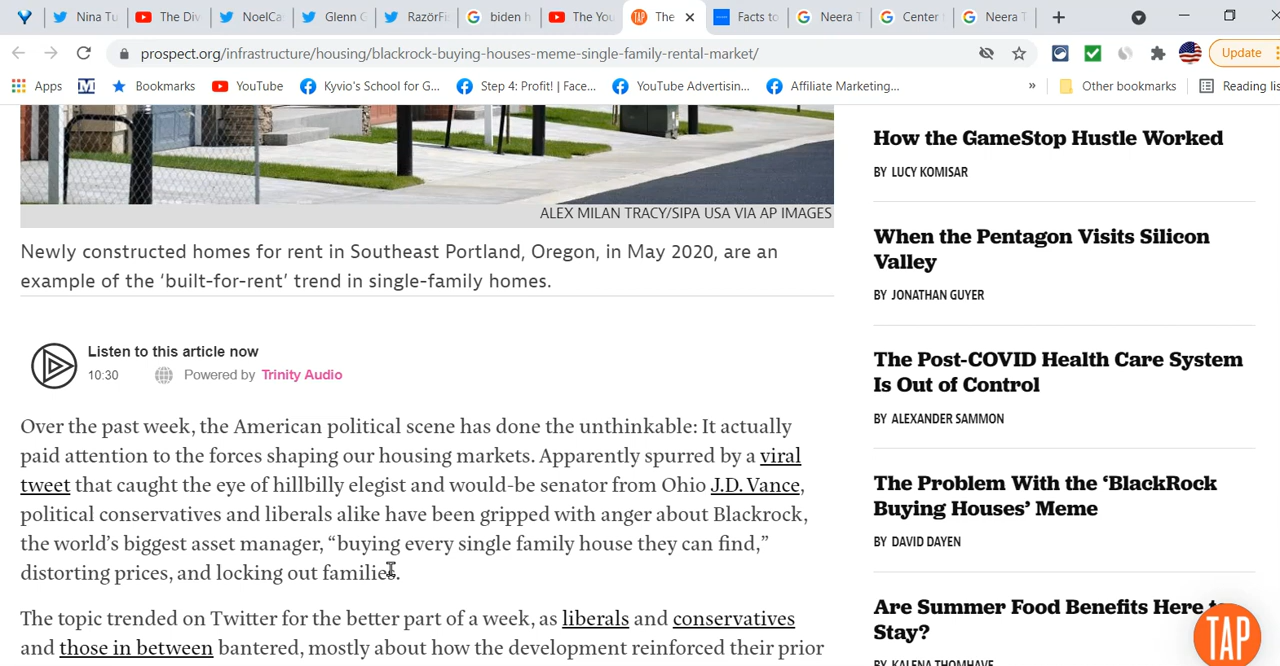 Nina Tu
The Div
NoelCa
Glenn G
RazörFi
biden h
The You
TAP
The
Facts to
Neera T
Center
Neera T
prospect.org/infrastructure/housing/blackrock-buying-houses-meme-single-family-rental-market/
Update
Apps
Bookmarks
YouTube
Kyvio's School for G...
Step 4: Profit! | Face...
YouTube Advertisin...
Affiliate Marketing...
»
Other bookmarks
Reading lis
ALEX MILAN TRACY/SIPA USA VIA AP IMAGES
Newly constructed homes for rent in Southeast Portland, Oregon, in May 2020, are an
example of the ‘built-for-rent’ trend in single-family homes.
Listen to this article now
10:30
Powered by Trinity Audio
Over the past week, the American political scene has done the unthinkable: It actually
paid attention to the forces shaping our housing markets. Apparently spurred by a viral
tweet that caught the eye of hillbilly elegist and would-be senator from Ohio J.D. Vance,
political conservatives and liberals alike have been gripped with anger about Blackrock,
the world’s biggest asset manager, “buying every single family house they can find,”
distorting prices, and locking out families.
The topic trended on Twitter for the better part of a week, as liberals and conservatives
and those in between bantered, mostly about how the development reinforced their prior
How the GameStop Hustle Worked
BY LUCY KOMISAR
When the Pentagon Visits Silicon
Valley
BY JONATHAN GUYER
The Post-COVID Health Care System
Is Out of Control
BY ALEXANDER SAMMON
The Problem With the ‘BlackRock
Buying Houses’ Meme
BY DAVID DAYEN
Are Summer Food Benefits Here to
Stay?
BY KALENA THOMHAVE
TAP